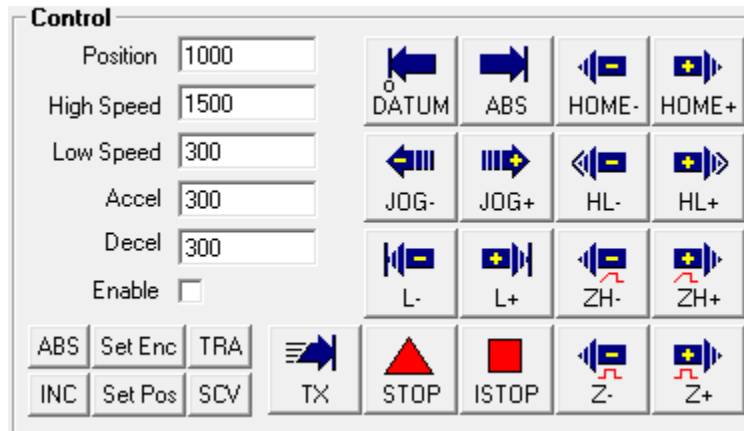 Control
Position 1000
High Speed 1500
Low Speed 300
Accel 300
Decel 300
Enable
DATUM ABS HOME- HOME+
JOG- JOG+ HL- HL+
L- L+ ZH- ZH+
ABS Set Enc TRA
INC Set Pos SCV
TX STOP ISTOP Z- Z+